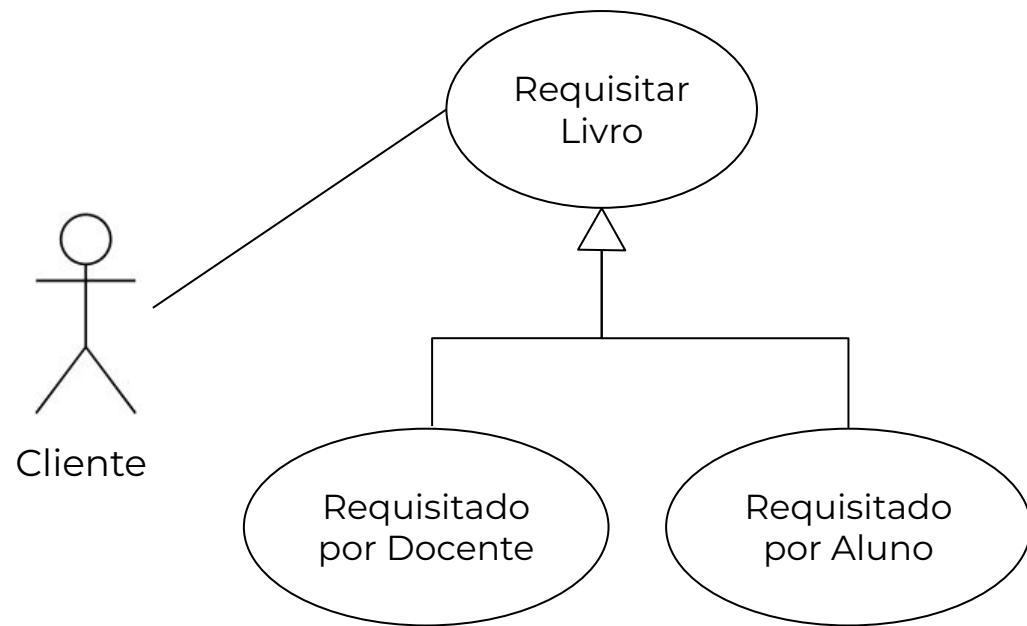 Requisitar
Livro
Cliente
Requisitado
por Docente
Requisitado
por Aluno